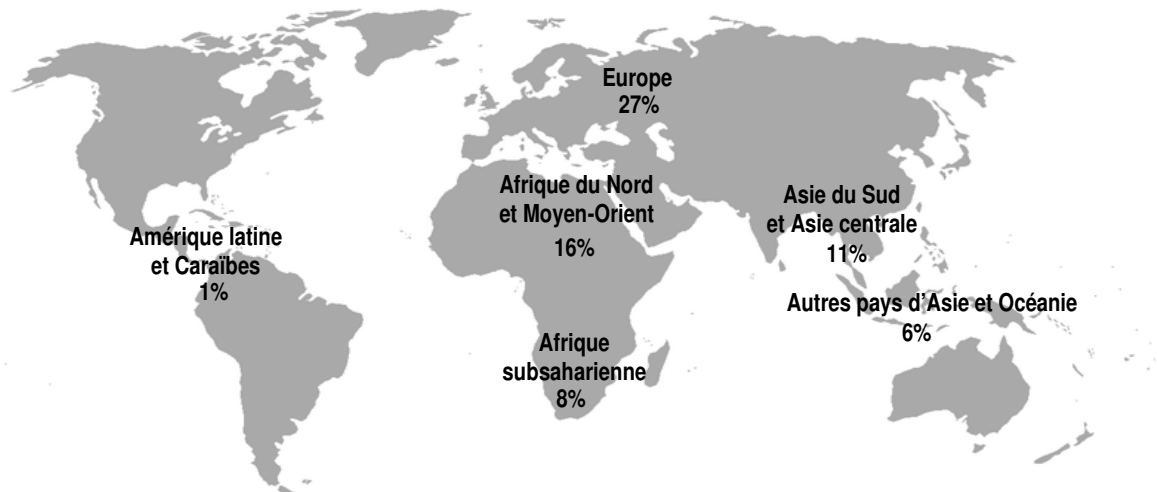 Europe
27%
Afrique du Nord
et Moyen-Orient
16%
Asie du Sud
et Asie centrale
11%
Amérique latine
et Caraïbes
1%
Autres pays d'Asie et Océanie
6%
Afrique
subsaharienne
8%